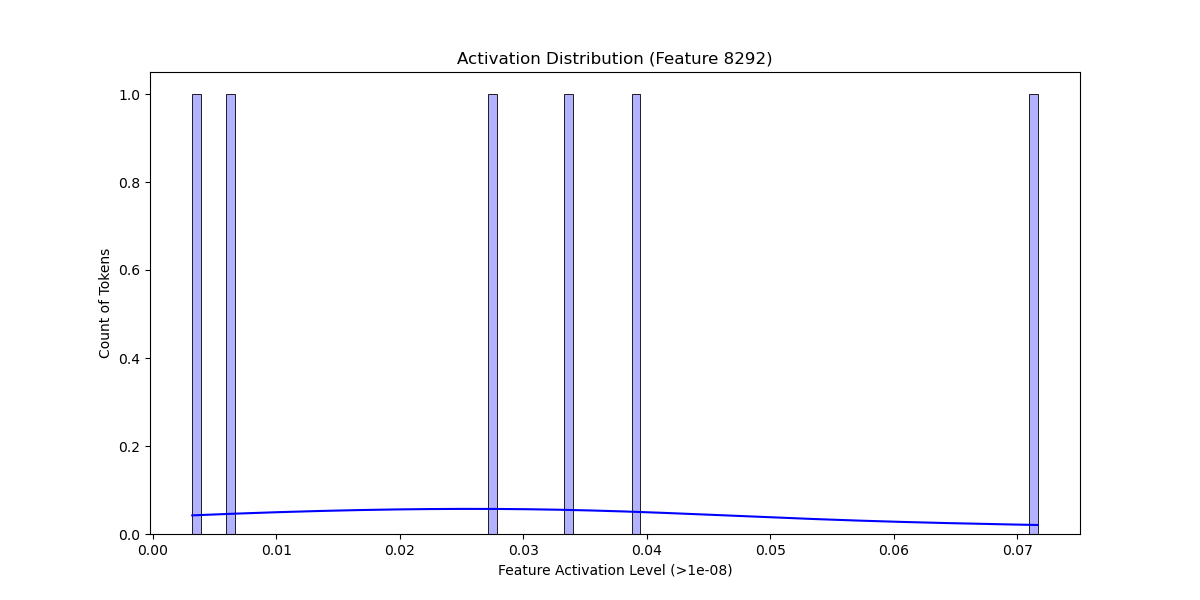 Activation Distribution (Feature 8292)
1.0
0.8
0.6
0.4
0.2
0.0
Count of Tokens
0.00 0.01 0.02 0.03 0.04 0.05 0.06 0.07
Feature Activation Level (>1e-08)